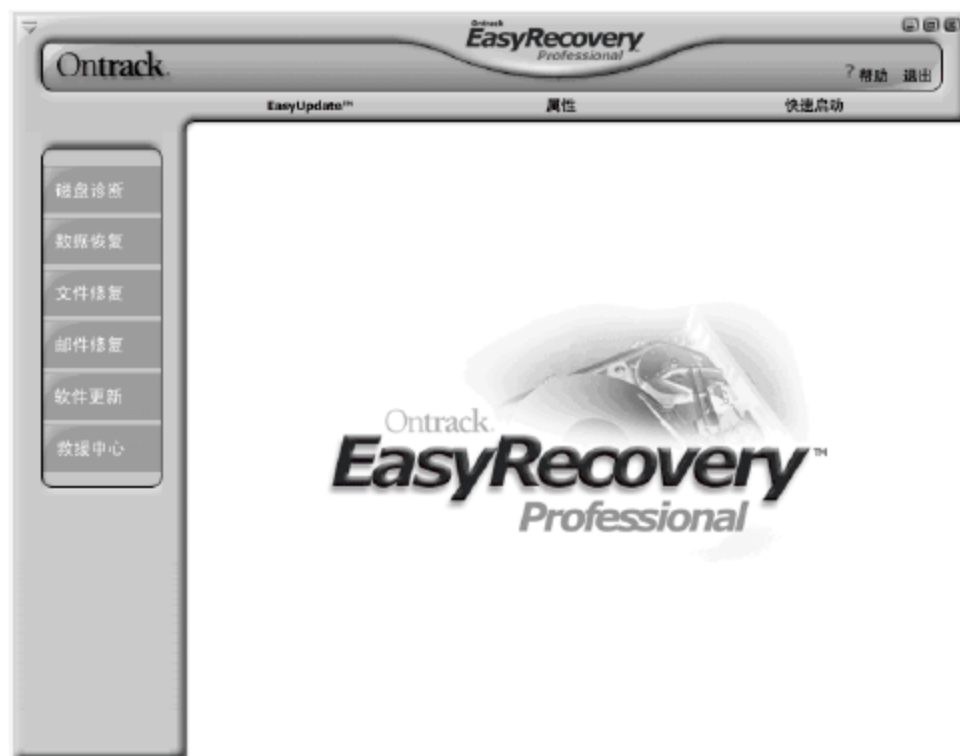 Ontrack
EasyRecovery
Professional
Ontrack.
? 帮助 退出
EasyUpdate™ 属性 快速启动
磁盘诊断
数据恢复
文件修复
邮件修复
软件更新
救援中心
Ontrack.
EasyRecovery™
Professional